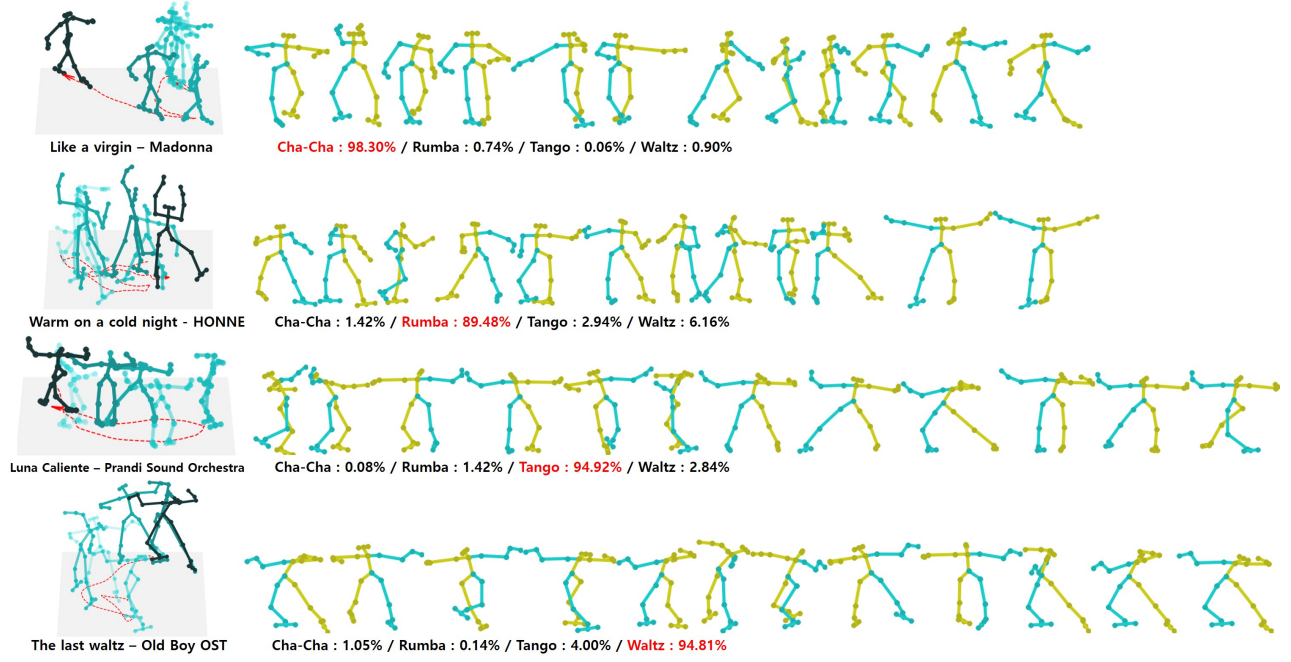 Like a virgin – Madonna
Cha-Cha : 98.30% / Rumba : 0.74% / Tango : 0.06% / Waltz : 0.90%
Warm on a cold night - HONNE
Cha-Cha : 1.42% / Rumba : 89.48% / Tango : 2.94% / Waltz : 6.16%
Luna Caliente – Prandi Sound Orchestra
Cha-Cha : 0.08% / Rumba : 1.42% / Tango : 94.92% / Waltz : 2.84%
The last waltz – Old Boy OST
Cha-Cha : 1.05% / Rumba : 0.14% / Tango : 4.00% / Waltz : 94.81%